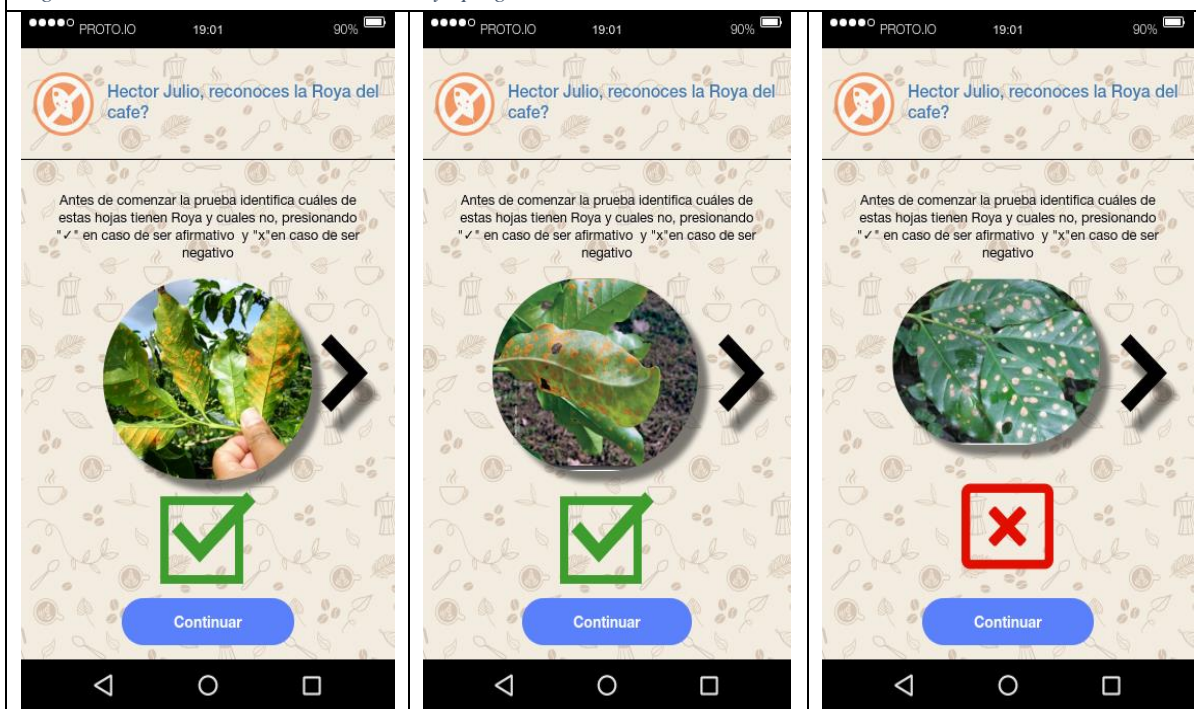 PROTO.IO 19:01 90%
Hector Julio, reconoces la Roya del
cafe?
Antes de comenzar la prueba identifica cuáles de
estas hojas tienen Roya y cuales no, presionando
"✓" en caso de ser afirmativo y "x"en caso de ser
negativo
Continuar
PROTO.IO 19:01 90%
Hector Julio, reconoces la Roya del
cafe?
Antes de comenzar la prueba identifica cuáles de
estas hojas tienen Roya y cuales no, presionando
"✓" en caso de ser afirmativo y "x"en caso de ser
negativo
Continuar
PROTO.IO 19:01 90%
Hector Julio, reconoces la Roya del
cafe?
Antes de comenzar la prueba identifica cuáles de
estas hojas tienen Roya y cuales no, presionando
"✓" en caso de ser afirmativo y "x"en caso de ser
negativo
Continuar